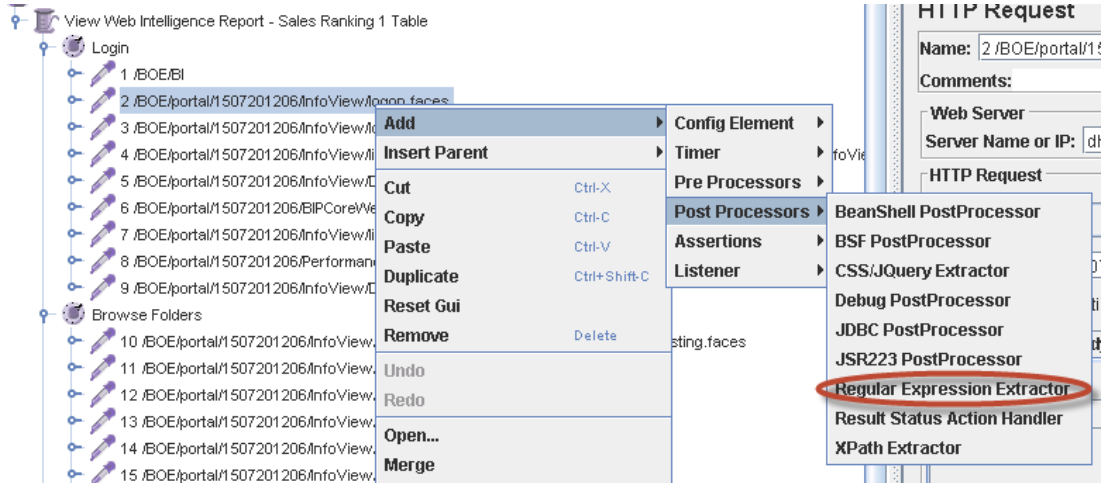 View Web Intelligence Report - Sales Ranking 1 Table
Login
1 /BOE/BI
2 /BOE/portal/1507201206/InfoView/logon.faces
3 /BOE/portal/1507201206/InfoView/lo
4 /BOE/portal/1507201206/InfoView/li
foVie
5 /BOE/portal/1507201206/InfoView/D
6 /BOE/portal/1507201206/BIPCoreWe
7 /BOE/portal/1507201206/InfoView/li
8 /BOE/portal/1507201206/Performan
9 /BOE/portal/1507201206/InfoView/D
Browse Folders
10 /BOE/portal/1507201206/InfoView.
sting.faces
11 /BOE/portal/1507201206/InfoView.
12 /BOE/portal/1507201206/InfoView.
13 /BOE/portal/1507201206/InfoView.
14 /BOE/portal/1507201206/InfoView.
15 /BOE/portal/1507201206/InfoView.
Add
Insert Parent
Cut Ctrl-X
Copy Ctrl-C
Paste Ctrl-V
Duplicate Ctrl+Shift-C
Reset Gui
Remove Delete
Undo
Redo
Open...
Merge
Config Element
Timer
Pre Processors
Post Processors
Assertions
Listener
BeanShell PostProcessor
BSF PostProcessor
CSS/JQuery Extractor
Debug PostProcessor
JDBC PostProcessor
JSR223 PostProcessor
Regular Expression Extractor
Result Status Action Handler
XPath Extractor
HTTP Request
Name: 2 /BOE/portal/15
Comments:
Web Server
Server Name or IP: dh
HTTP Request